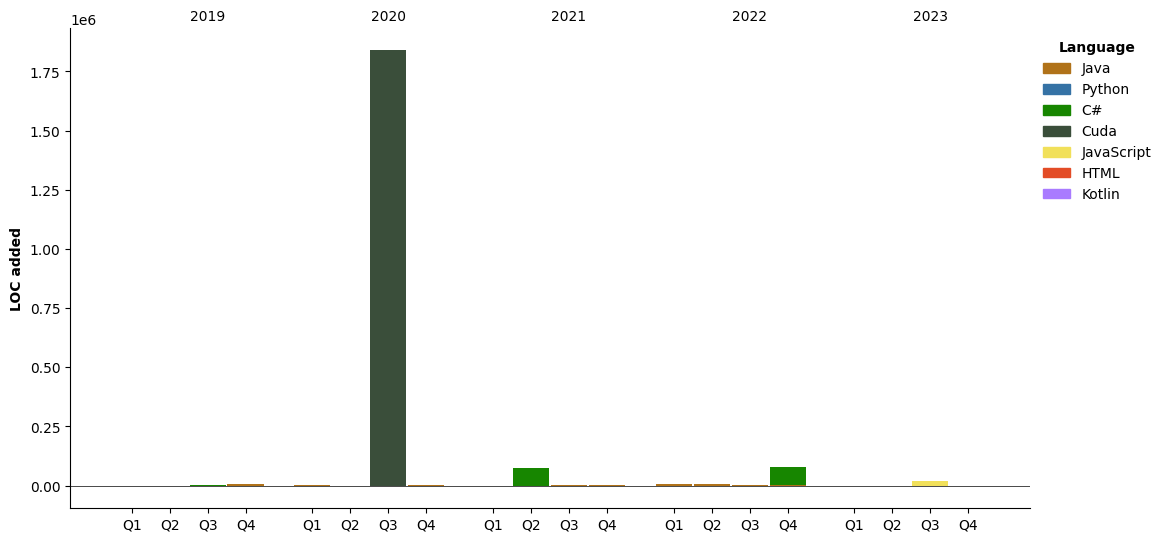 2019 2020 2021 2022 2023
1e6
Language
Java
Python
C#
Cuda
JavaScript
HTML
Kotlin
LOC added
1.75
1.50
1.25
1.00
0.75
0.50
0.25
0.00
Q1 Q2 Q3 Q4 Q1 Q2 Q3 Q4 Q1 Q2 Q3 Q4 Q1 Q2 Q3 Q4 Q1 Q2 Q3 Q4